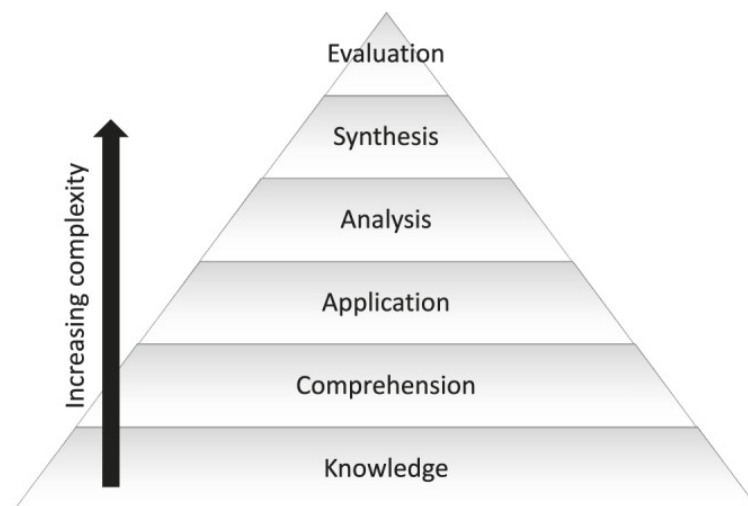 Evaluation
Synthesis
Analysis
Application
Comprehension
Knowledge
Increasing complexity